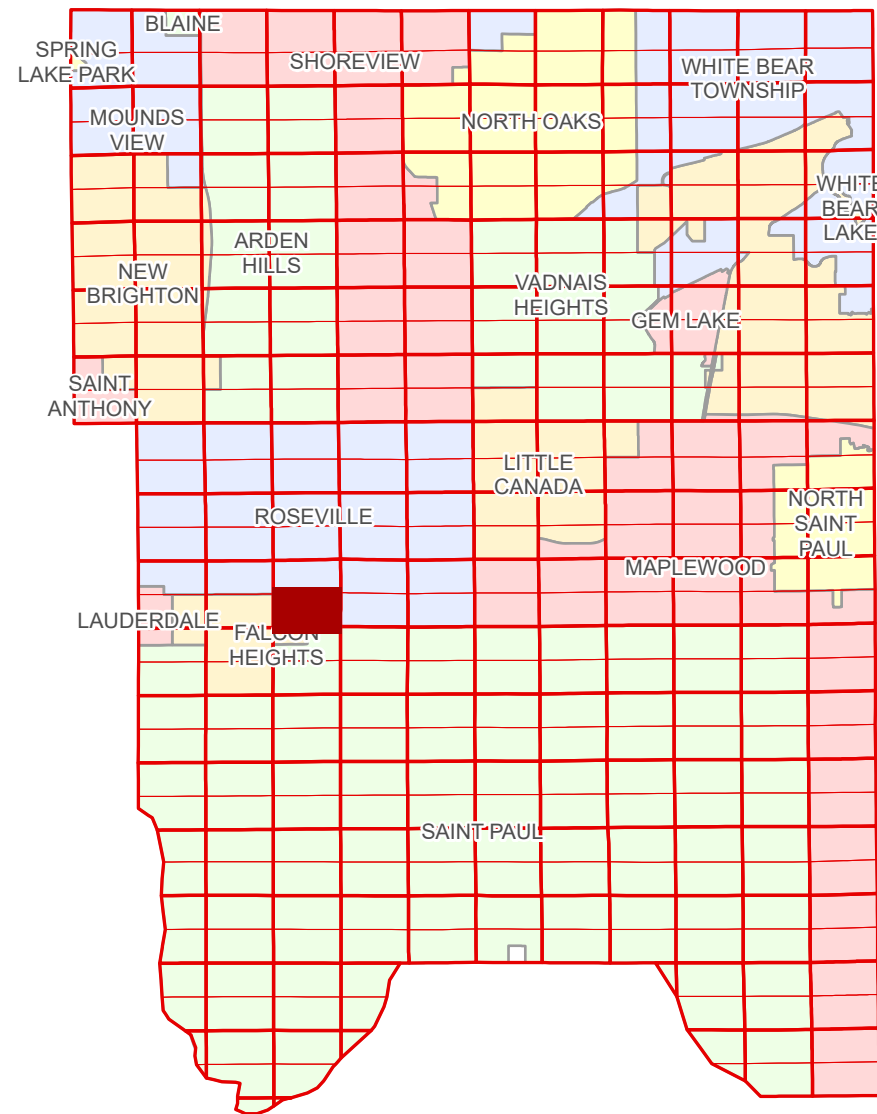 BLAINE
SPRING
LAKE PARK
SHOREVIEW
WHITE BEAR
TOWNSHIP
MOUNDS
VIEW
NORTH OAKS
WHITE
BEAR
LAKE
ARDEN
HILLS
NEW
BRIGHTON
VADNAIS
HEIGHTS
GEM LAKE
SAINT
ANTHONY
LITTLE
CANADA
NORTH
SAINT
PAUL
ROSEVILLE
MAPLEWOOD
LAUDERDALE
FALCON
HEIGHTS
SAINT PAUL